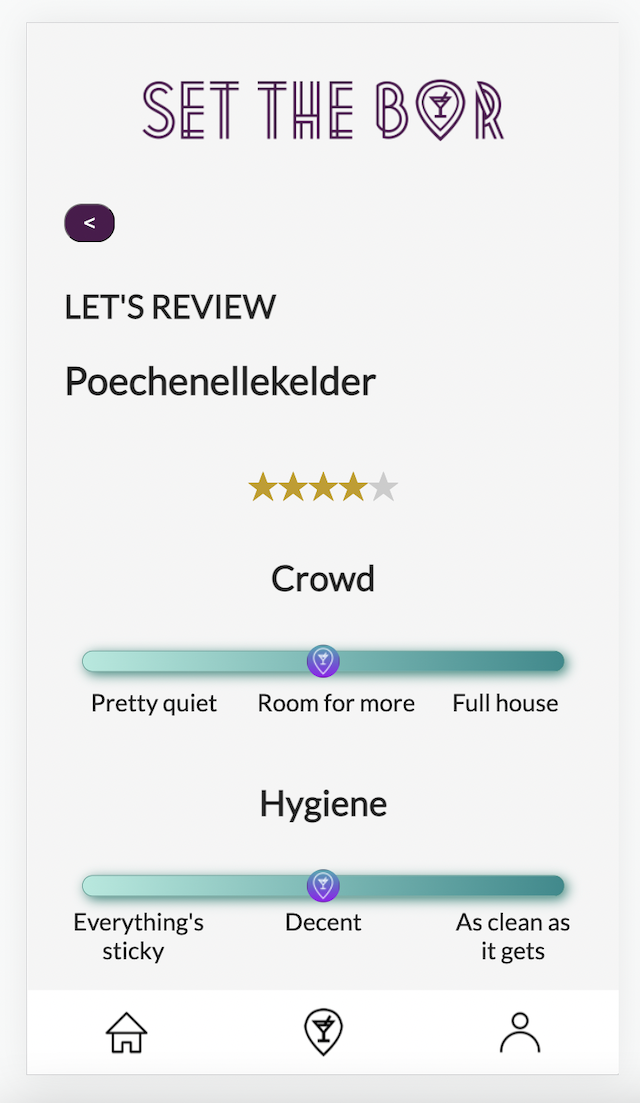 SET THE BAR
<
LET'S REVIEW
Poechenellekelder
Crowd
Pretty quiet Room for more Full house
Hygiene
Everything's sticky Decent As clean as it gets